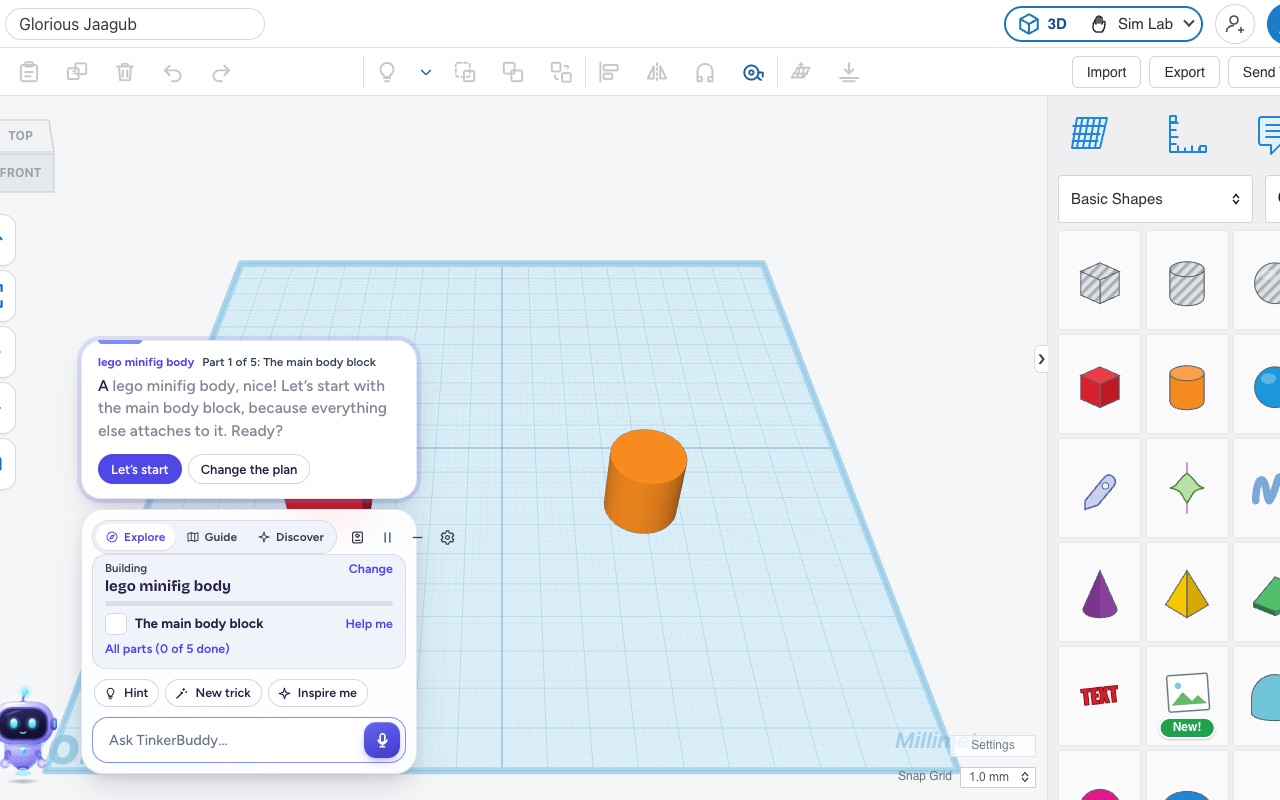 Glorious Jaagub
3D
Sim Lab
Import
Export
Send
TOP
FRONT
Basic Shapes
lego minifig body Part 1 of 5: The main body block
A lego minifig body, nice! Let's start with
the main body block, because everything
else attaches to it. Ready?
Let's start
Change the plan
Explore
Guide
Discover
Building
Change
lego minifig body
The main body block
Help me
All parts (0 of 5 done)
Hint
New trick
Inspire me
Ask TinkerBuddy...
TEXT
New!
Settings
Snap Grid
1.0 mm